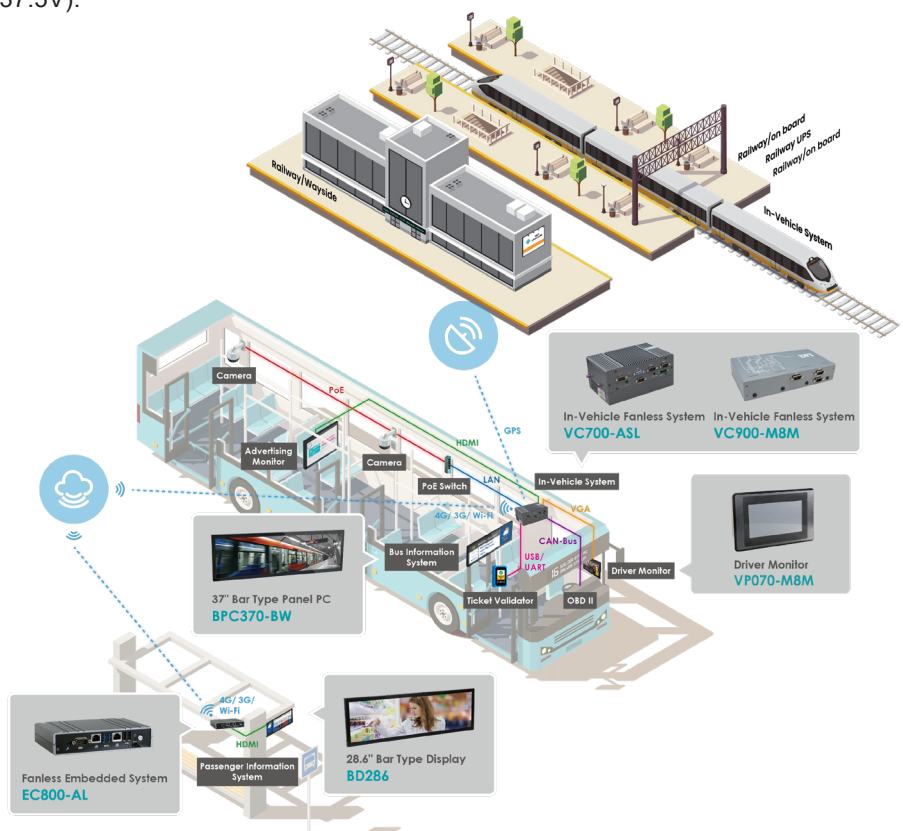 37.5V).
Railway/on board
Railway UPS
Railway/on board
Railway/Wayside
In-Vehicle System
Camera
PoE
Advertising
Monitor
Camera
HDMI
GPS
PoE Switch
LAN
In-Vehicle System
In-Vehicle Fanless System
VC700-ASL
In-Vehicle Fanless System
VC900-M8M
4G/ 3G/ Wi-Fi
VGA
CAN-Bus
Bus Information
System
USB/
UART
16
Driver Monitor
Driver Monitor
VP070-M8M
Ticket Validator
OBD II
37" Bar Type Panel PC
BPC370-BW
4G/ 3G/
Wi-Fi
HDMI
Passenger Information
System
Fanless Embedded System
EC800-AL
28.6" Bar Type Display
BD286